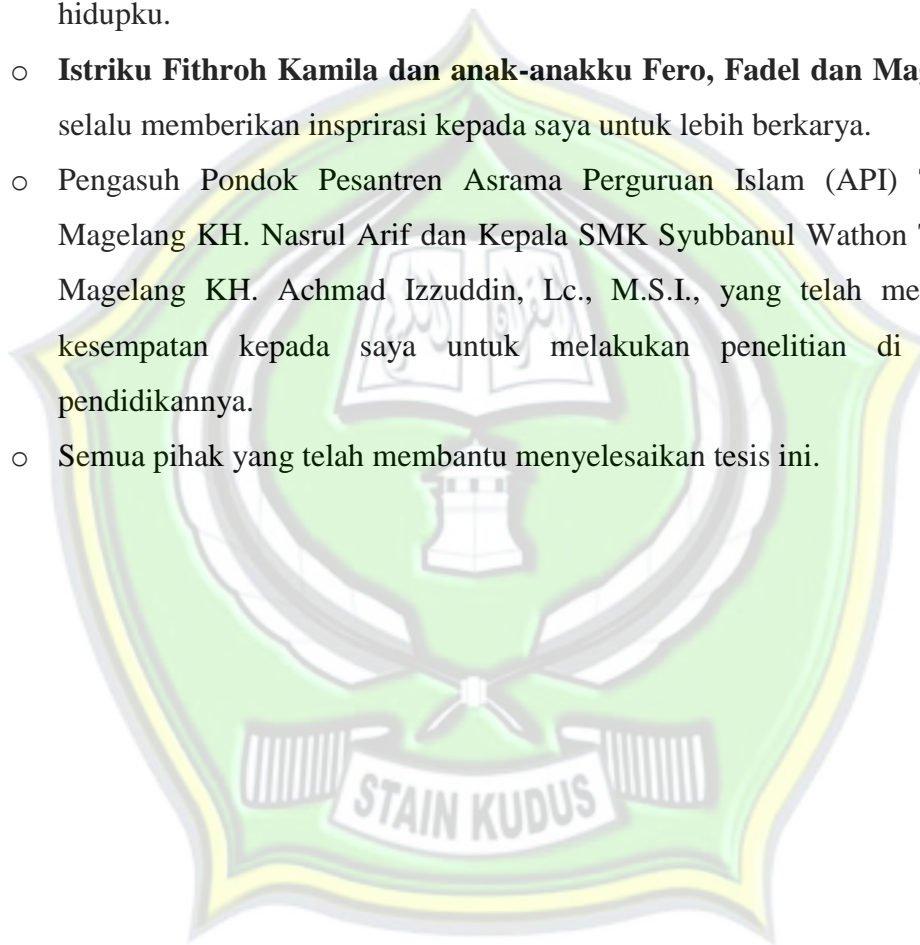 hidupku.
o Istriku Fithroh Kamila dan anak-anakku Fero, Fadel dan
selalu memberikan insprirasi kepada saya untuk lebih berkarya.
o Pengasuh Pondok Pesantren Asrama Perguruan Islam (API)
Magelang KH. Nasrul Arif dan Kepala SMK Syubbanul Wathon
Magelang KH. Achmad Izzuddin, Lc., M.S.I., yang telah
kesempatan kepada saya untuk melakukan penelitian di
pendidikannya.
o Semua pihak yang telah membantu menyelesaikan tesis ini.
STAIN KUDUS